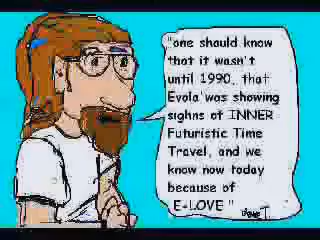 "one should know
that it wasn't
until 1990, that
Evola was showing
sighns of INNER
Futuristic Time
Travel, and we
know now today
because of
E-LOVE "